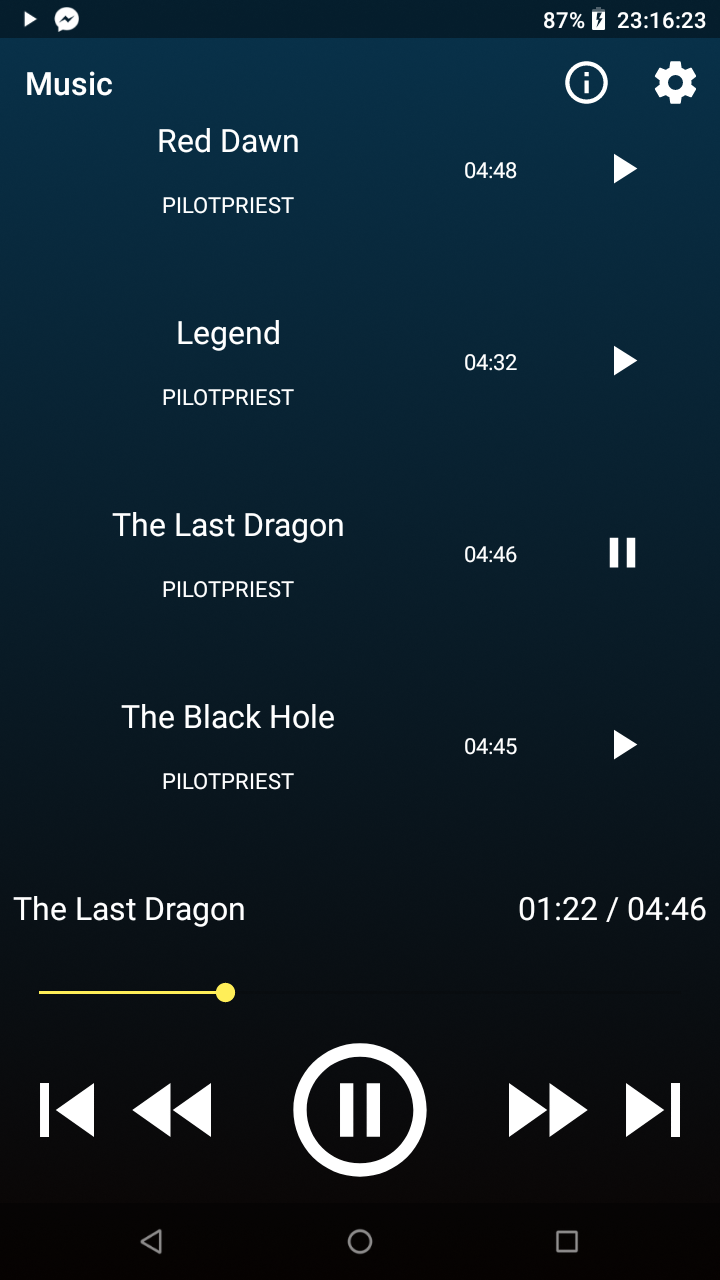 87% 23:16:23
Music
Red Dawn
04:48
PILOTPRIEST
Legend
04:32
PILOTPRIEST
The Last Dragon
04:46
PILOTPRIEST
The Black Hole
04:45
PILOTPRIEST
The Last Dragon 01:22 / 04:46